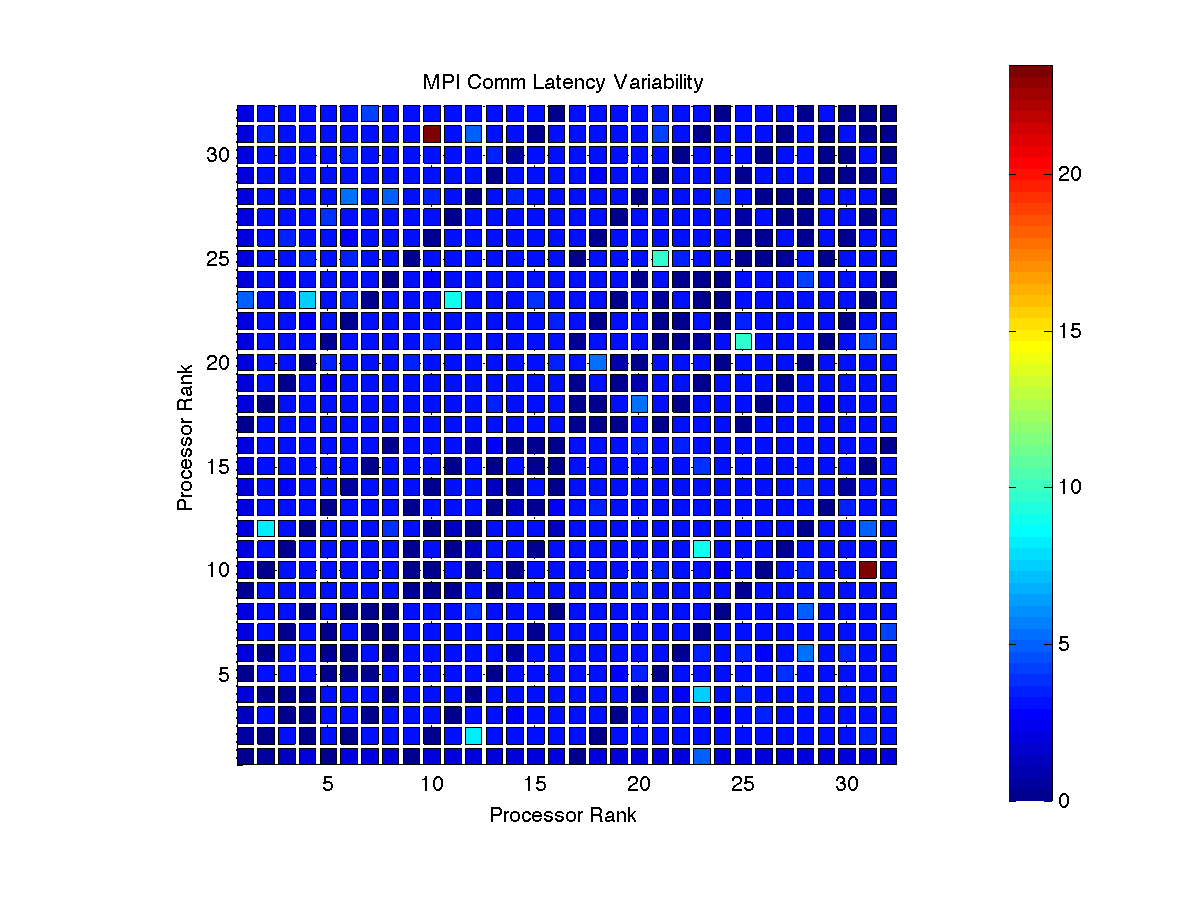 MPI Comm Latency Variability
30
25
20
15
10
5
Processor Rank
5 10 15 20 25 30
Processor Rank
20
15
10
5
0